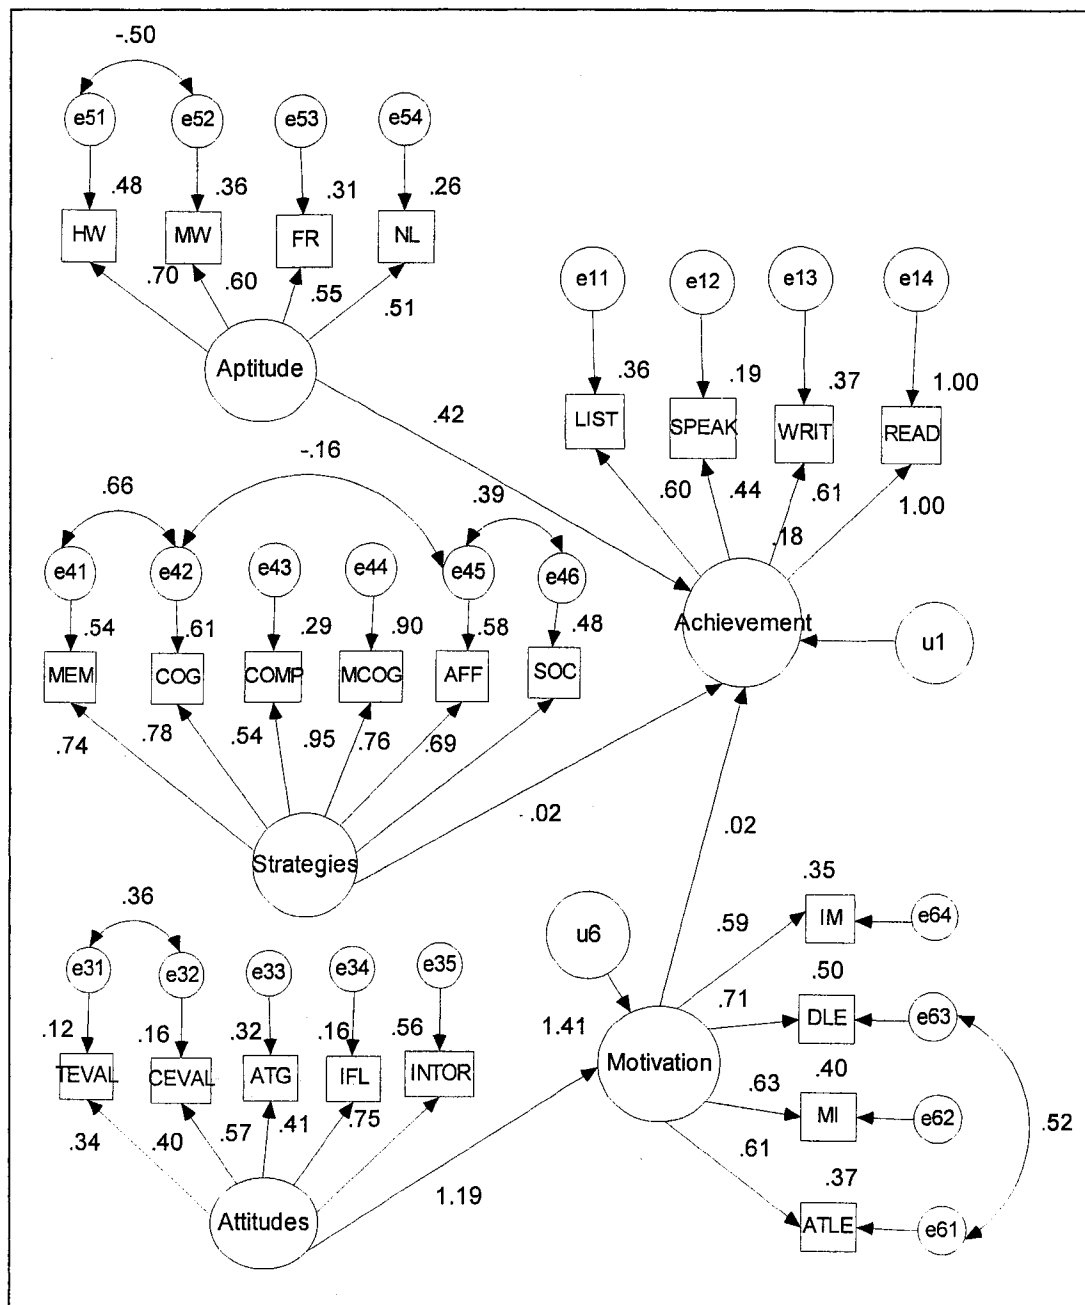 -.50
e51 e52 e53 e54
.48 .36 .31 .26
HW MW FR NL
.70 .60 .55 .51
Aptitude
.42
e11 e12 e13 e14
.36 .19 .37 1.00
LIST SPEAK WRIT READ
.60 .44 .61 1.00
.18
Achievement
u1
-.16
.66 .39
e41 e42 e43 e44 e45 e46
.54 .61 .29 .90 .58 .48
MEM COG COMP MCOG AFF SOC
.74 .78 .54 .95 .76 .69
Strategies
.02
.02
.36
e31 e32 e33 e34 e35
.12 .16 .32 .16 .56
TEVAL CEVAL ATG IFL INTOR
.34 .40 .57 .41 .75
Attitudes
1.19
u6
1.41
Motivation
.35
.59 IM e64
.50
.71 DLE e63
.40
.63 MI e62
.52
.61
.37
ATLE e61